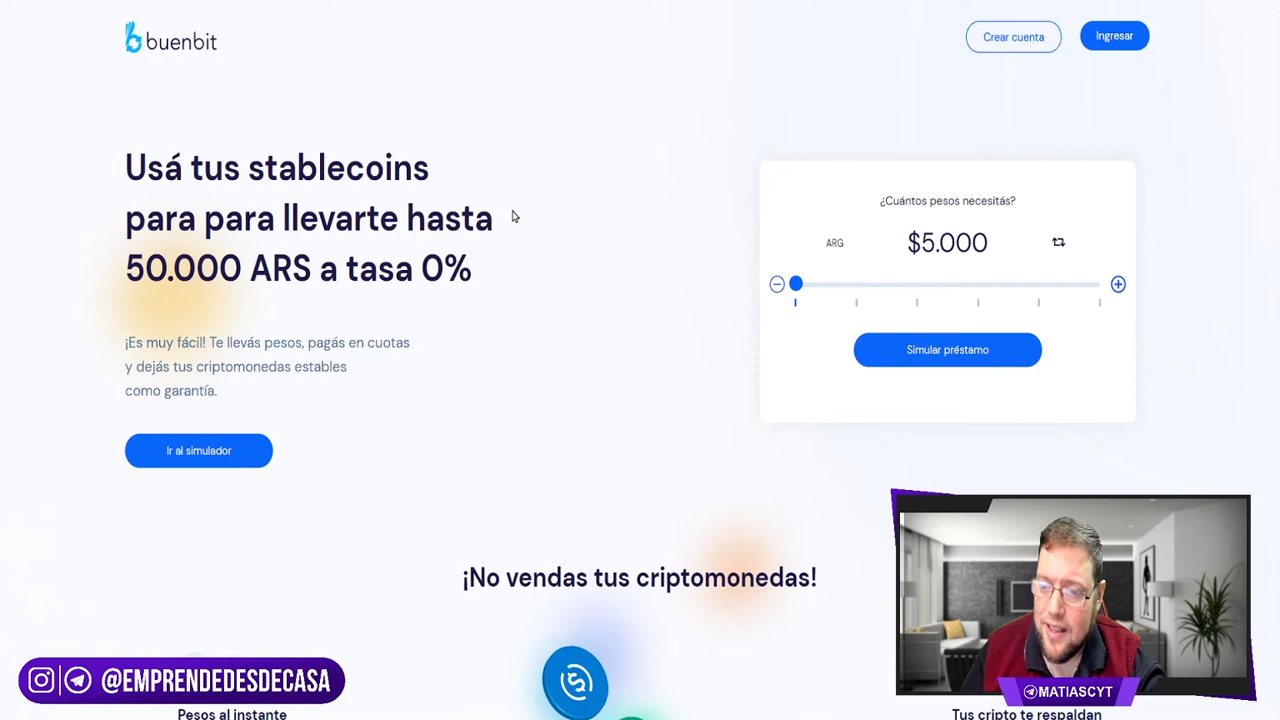 buenbit
Crear cuenta
Ingresar
Usá tus stablecoins
para para llevarte hasta
50.000 ARS a tasa 0%
¡Es muy fácil! Te llevás pesos, pagás en cuotas
y dejás tus criptomonedas estables
como garantía.
Ir al simulador
¿Cuántos pesos necesitás?
ARG
$5.000
Simular préstamo
¡No vendas tus criptomonedas!
@EMPRENDEDESDECASA
Pesos al instante
MATIASCYT
Tus cripto te respaldan